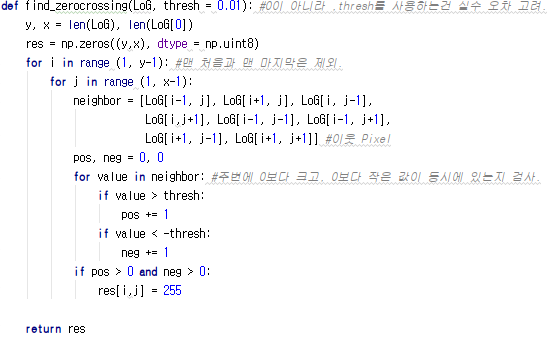 def find_zerocrossing(LoG, thresh = 0.01): #0이 아니라 .thresh를 사용하는건 실수 오차 고려.
    y, x = len(LoG), len(LoG[0])
    res = np.zeros((y,x), dtype = np.uint8)
    for i in range (1, y-1): #맨 처음과 맨 마지막은 제외.
        for j in range (1, x-1):
            neighbor = [LoG[i-1, j], LoG[i+1, j], LoG[i, j-1],
                        LoG[i,j+1], LoG[i-1, j-1], LoG[i-1, j+1],
                        LoG[i+1, j-1], LoG[i+1, j+1]] #이웃 Pixel
            pos, neg = 0, 0
            for value in neighbor: #주변에 0보다 크고, 0보다 작은 값이 동시에 있는지 검사.
                if value > thresh:
                    pos += 1
                if value < -thresh:
                    neg += 1
            if pos > 0 and neg > 0:
                res[i,j] = 255

    return res